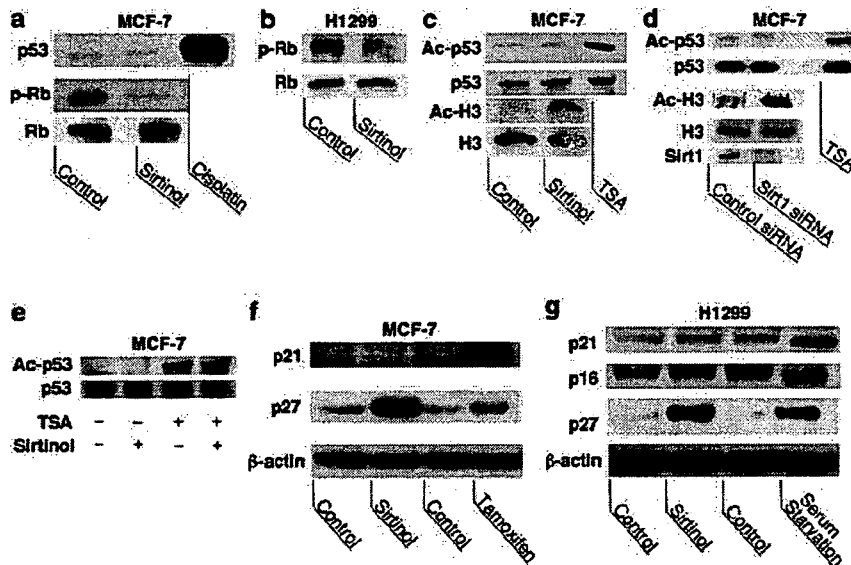 a
MCF-7
p53
p-Rb
Rb
Control
Sirtinol
Cisplatin
b
H1299
p-Rb
Rb
Control
Sirtinol
c
MCF-7
Ac-p53
p53
Ac-H3
H3
Control
Sirtinol
TSA
d
MCF-7
Ac-p53
p53
Ac-H3
H3
Sirt1
Control siRNA
Sirt1 siRNA
TSA
e
MCF-7
Ac-p53
p53
TSA − − + +
Sirtinol − + − +
f
MCF-7
p21
p27
β-actin
Control
Sirtinol
Control
Tamoxifen
g
H1299
p21
p16
p27
β-actin
Control
Sirtinol
Control
Serum
Starvation